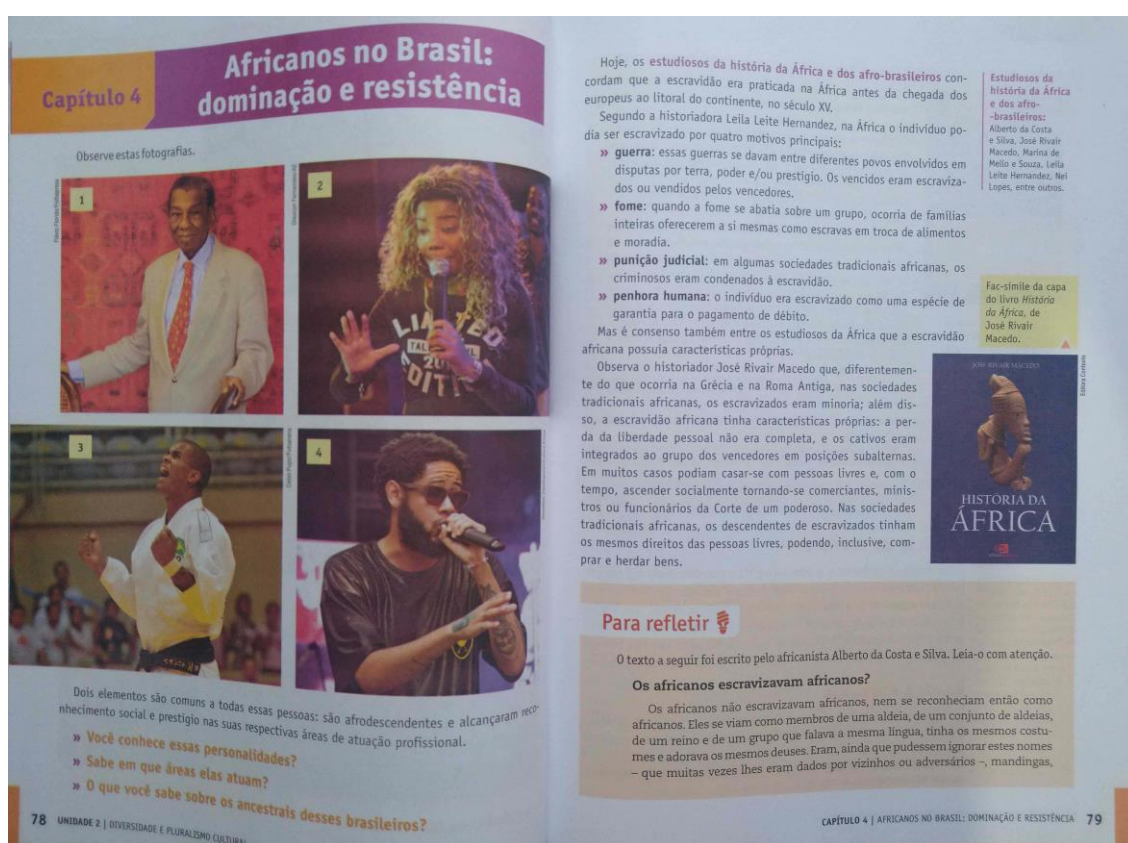 Capítulo 4
Africanos no Brasil:
dominação e resistência
Observe estas fotografias.
1
2
LIMITED
EDITI
3
4
Dois elementos são comuns a todas essas pessoas: são afrodescendentes e alcançaram reco-
nhecimento social e prestígio nas suas respectivas áreas de atuação profissional.
» Você conhece essas personalidades?
» Sabe em que áreas elas atuam?
» O que você sabe sobre os ancestrais desses brasileiros?
78 UNIDADE 2 | DIVERSIDADE E PLURALISMO CULTURAL
Hoje, os estudiosos da história da África e dos afro-brasileiros con-
cordam que a escravidão era praticada na África antes da chegada dos
europeus ao litoral do continente, no século XV.
Segundo a historiadora Leila Leite Hernandez, na África o indivíduo po-
dia ser escravizado por quatro motivos principais:
» guerra: essas guerras se davam entre diferentes povos envolvidos em
disputas por terra, poder e/ou prestígio. Os vencidos eram escraviza-
dos ou vendidos pelos vencedores.
» fome: quando a fome se abatia sobre um grupo, ocorria de famílias
inteiras oferecerem a si mesmas como escravas em troca de alimentos
e moradia.
» punição judicial: em algumas sociedades tradicionais africanas, os
criminosos eram condenados à escravidão.
» penhora humana: o indivíduo era escravizado como uma espécie de
garantia para o pagamento de débito.
Mas é consenso também entre os estudiosos da África que a escravidão
africana possuía características próprias.
Observa o historiador José Rivair Macedo que, diferentemen-
te do que ocorria na Grécia e na Roma Antiga, nas sociedades
tradicionais africanas, os escravizados eram minoria; além dis-
so, a escravidão africana tinha características próprias: a per-
da da liberdade pessoal não era completa, e os cativos eram
integrados ao grupo dos vencedores em posições subalternas.
Em muitos casos podiam casar-se com pessoas livres e, com o
tempo, ascender socialmente tornando-se comerciantes, minis-
tros ou funcionários da Corte de um poderoso. Nas sociedades
tradicionais africanas, os descendentes de escravizados tinham
os mesmos direitos das pessoas livres, podendo, inclusive, com-
prar e herdar bens.
Estudiosos da
história da África
e dos afro-
-brasileiros:
Alberto da Costa
e Silva, José Rivair
Macedo, Marina de
Mello e Souza, Leila
Leite Hernandez, Nei
Lopes, entre outros.
Fac-símile da capa
do livro História
da África, de
José Rivair
Macedo.
JOSÉ RIVAIR MACEDO
HISTÓRIA DA
ÁFRICA
Editora Contexto
Para refletir
O texto a seguir foi escrito pelo africanista Alberto da Costa e Silva. Leia-o com atenção.
Os africanos escravizavam africanos?
Os africanos não escravizavam africanos, nem se reconheciam então como
africanos. Eles se viam como membros de uma aldeia, de um conjunto de aldeias,
de um reino e de um grupo que falava a mesma língua, tinha os mesmos costu-
mes e adorava os mesmos deuses. Eram, ainda que pudessem ignorar estes nomes
– que muitas vezes lhes eram dados por vizinhos ou adversários –, mandingas,
CAPÍTULO 4 | AFRICANOS NO BRASIL: DOMINAÇÃO E RESISTÊNCIA 79